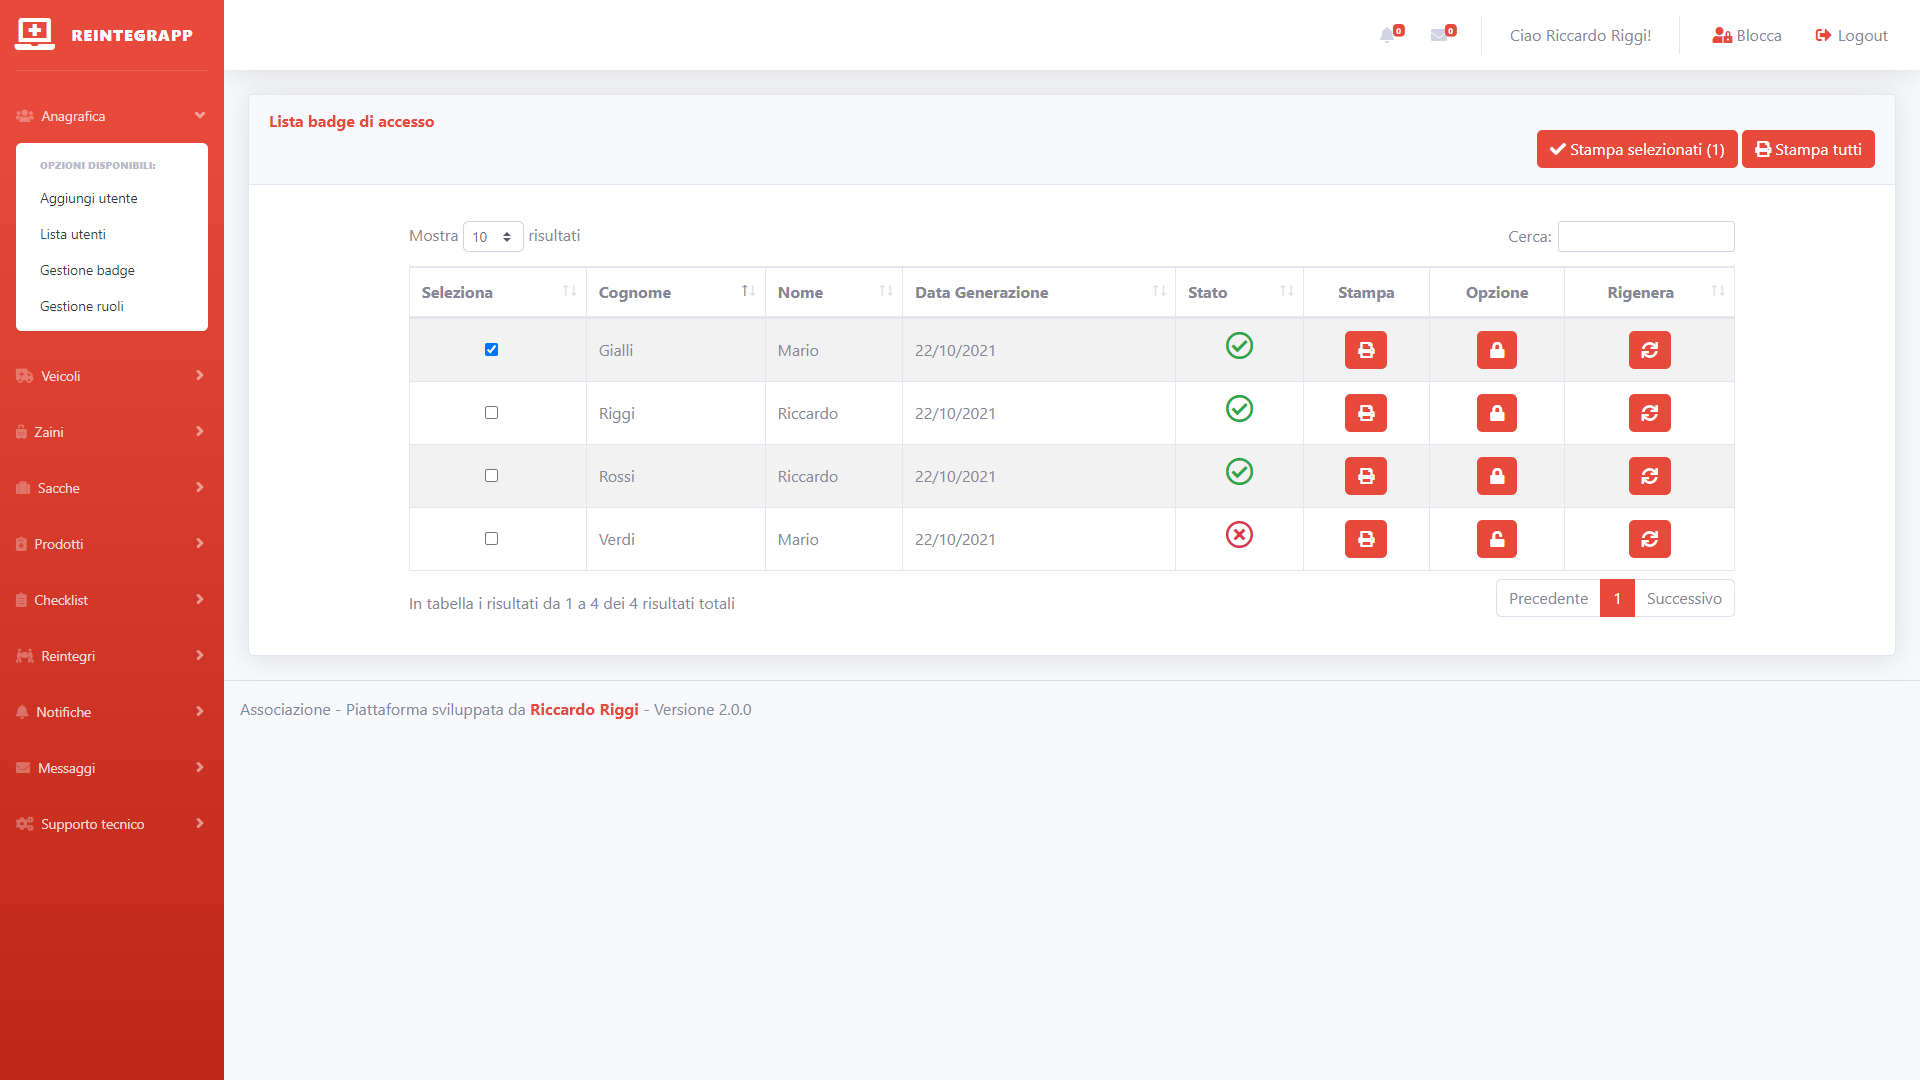 REINTEGRAPP
0
0
Ciao Riccardo Riggi!
Blocca
Logout
Anagrafica
OPZIONI DISPONIBILI:
Aggiungi utente
Lista utenti
Gestione badge
Gestione ruoli
Veicoli
Zaini
Sacche
Prodotti
Checklist
Reintegri
Notifiche
Messaggi
Supporto tecnico
Lista badge di accesso
Stampa selezionati (1)
Stampa tutti
Mostra 10 risultati
Cerca:
Seleziona Cognome Nome Data Generazione Stato Stampa Opzione Rigenera
Gialli Mario 22/10/2021
Riggi Riccardo 22/10/2021
Rossi Riccardo 22/10/2021
Verdi Mario 22/10/2021
In tabella i risultati da 1 a 4 dei 4 risultati totali
Precedente 1 Successivo
Associazione - Piattaforma sviluppata da Riccardo Riggi - Versione 2.0.0